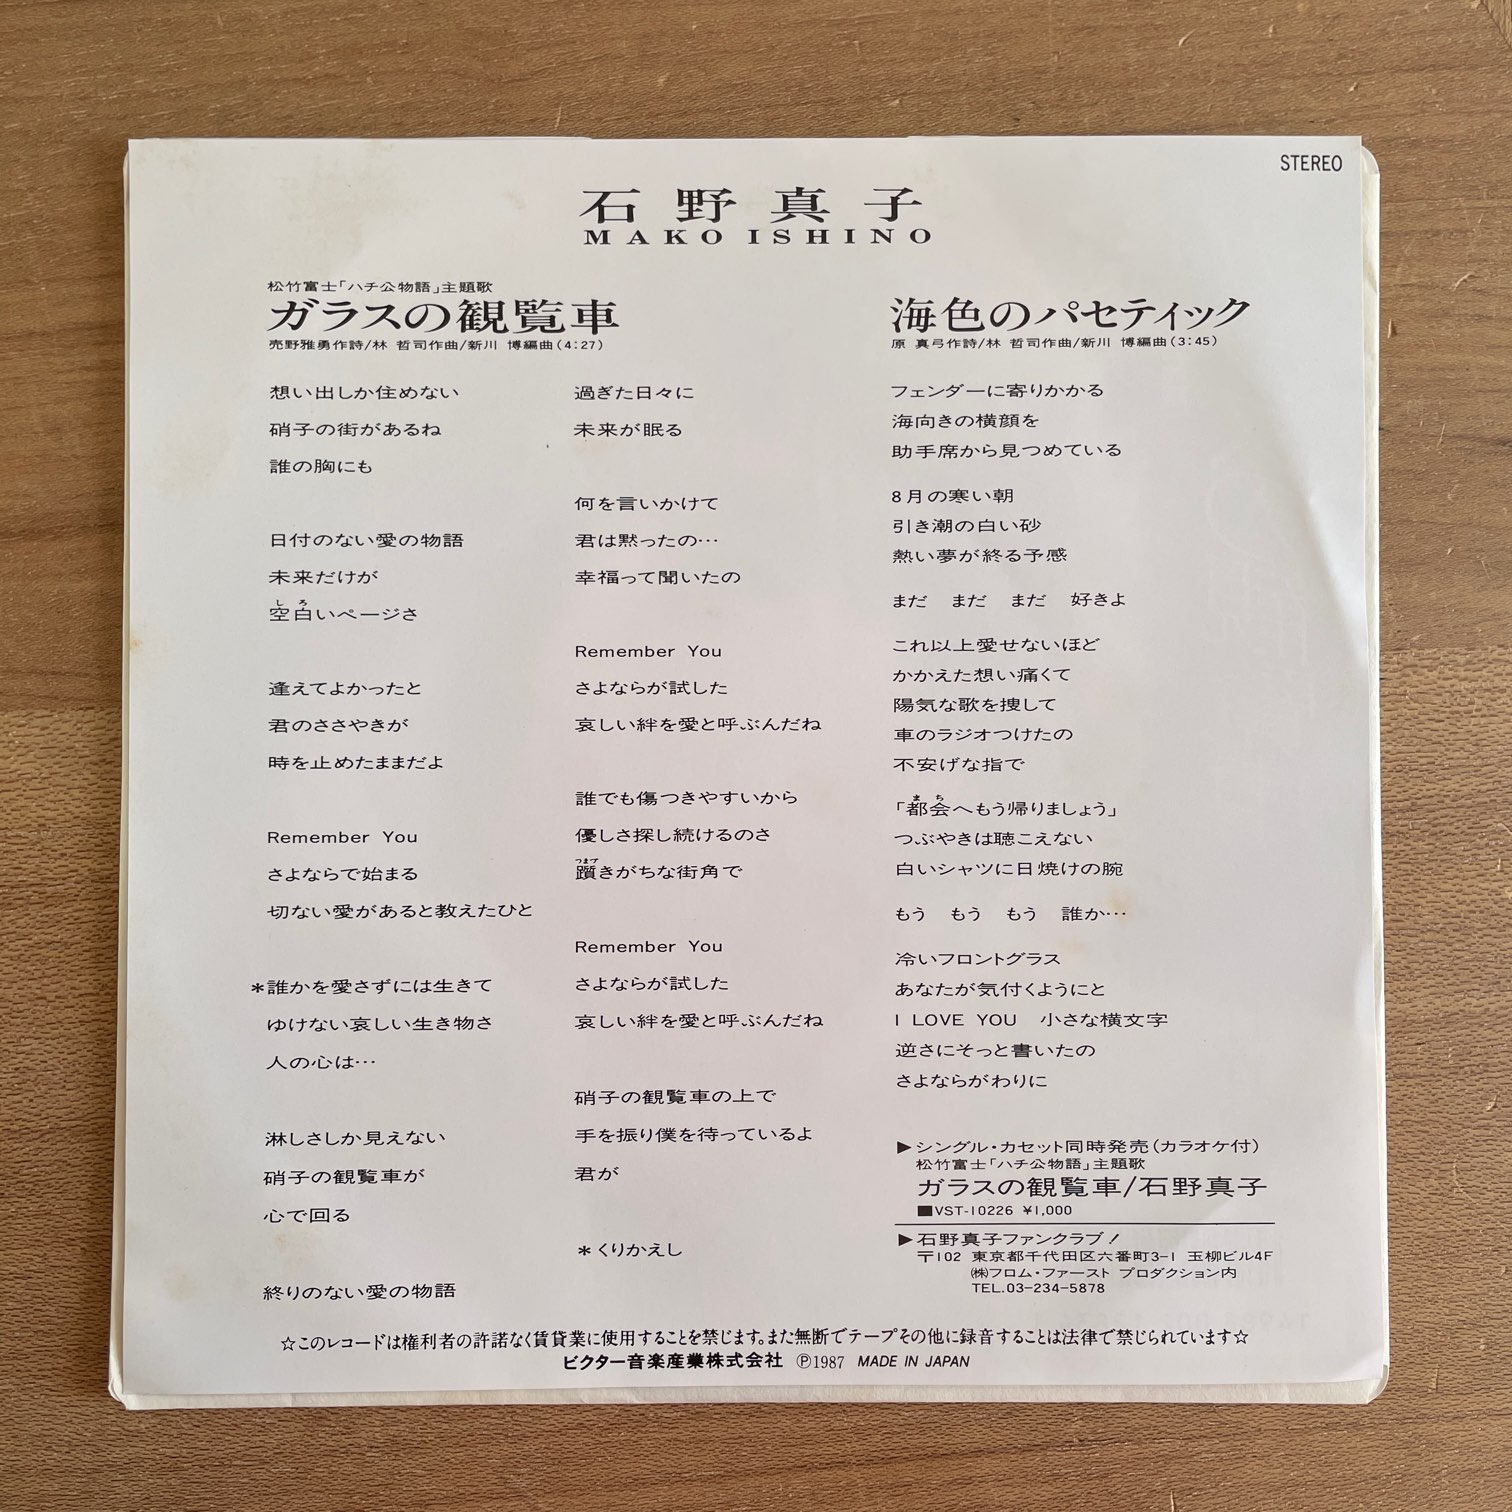 STEREO
石野真子
MAKO ISHINO
松竹富士「ハチ公物語」主題歌
ガラスの観覧車
売野雅勇作詩/林 哲司作曲/新川 博編曲(4:27)
想い出しか住めない
硝子の街があるね
誰の胸にも
日付のない愛の物語
未来だけが
空白いページさ
しろ
逢えてよかったと
君のささやきが
時を止めたままだよ
Remember You
さよならで始まる
切ない愛があると教えたひと
*誰かを愛さずには生きて
ゆけない哀しい生き物さ
人の心は…
淋しさしか見えない
硝子の観覧車が
心で回る
終りのない愛の物語
過ぎた日々に
未来が眠る
何を言いかけて
君は黙ったの…
幸福って聞いたの
Remember You
さよならが試した
哀しい絆を愛と呼ぶんだね
誰でも傷つきやすいから
優しさ探し続けるのさ
つまず
躓きがちな街角で
Remember You
さよならが試した
哀しい絆を愛と呼ぶんだね
硝子の観覧車の上で
手を振り僕を待っているよ
君が
*くりかえし
海色のパセティック
原 真弓作詩/林 哲司作曲/新川 博編曲(3:45)
フェンダーに寄りかかる
海向きの横顔を
助手席から見つめている
8月の寒い朝
引き潮の白い砂
熱い夢が終る予感
まだ まだ まだ 好きよ
これ以上愛せないほど
かかえた想い痛くて
陽気な歌を捜して
車のラジオつけたの
不安げな指で
まち
「都会へもう帰りましょう」
つぶやきは聴こえない
白いシャツに日焼けの腕
もう もう もう 誰か…
冷いフロントグラス
あなたが気付くようにと
I LOVE YOU 小さな横文字
逆さにそっと書いたの
さよならがわりに
▶シングル・カセット同時発売(カラオケ付)
松竹富士「ハチ公物語」主題歌
ガラスの観覧車/石野真子
■VST-10226 ¥1,000
▶石野真子ファンクラブ!
〒102 東京都千代田区六番町3-1 玉柳ビル4F
㈱フロム・ファースト プロダクション内
TEL.03-234-5878
☆このレコードは権利者の許諾なく賃貸業に使用することを禁じます。また無断でテープその他に録音することは法律で禁じられています☆
ビクター音楽産業株式会社 Ⓟ1987 MADE IN JAPAN